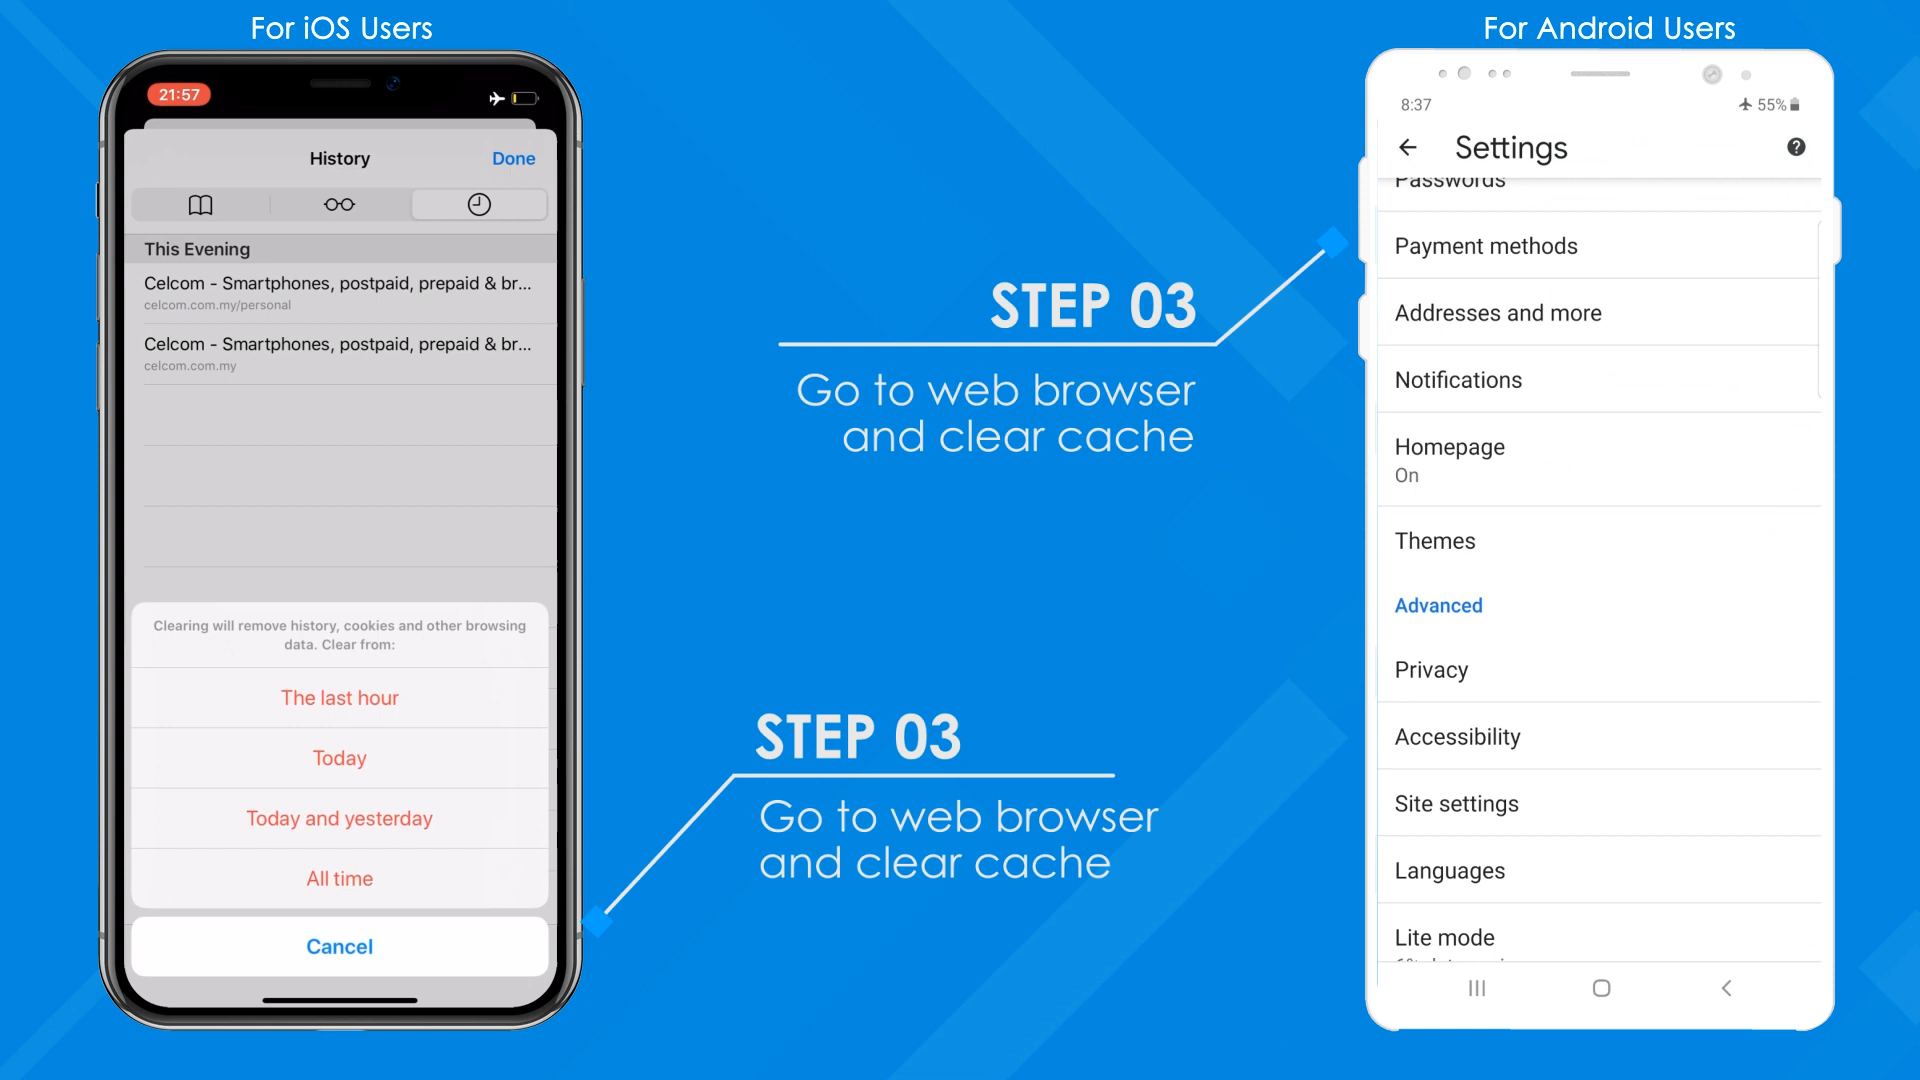 For iOS Users
21:57
History
Done
This Evening
Celcom - Smartphones, postpaid, prepaid & br...
celcom.com.my/personal
Celcom - Smartphones, postpaid, prepaid & br...
celcom.com.my
Clearing will remove history, cookies and other browsing
data. Clear from:
The last hour
Today
Today and yesterday
All time
Cancel
STEP 03
Go to web browser
and clear cache
STEP 03
Go to web browser
and clear cache
For Android Users
8:37
55%
Settings
Passwords
Payment methods
Addresses and more
Notifications
Homepage
On
Themes
Advanced
Privacy
Accessibility
Site settings
Languages
Lite mode